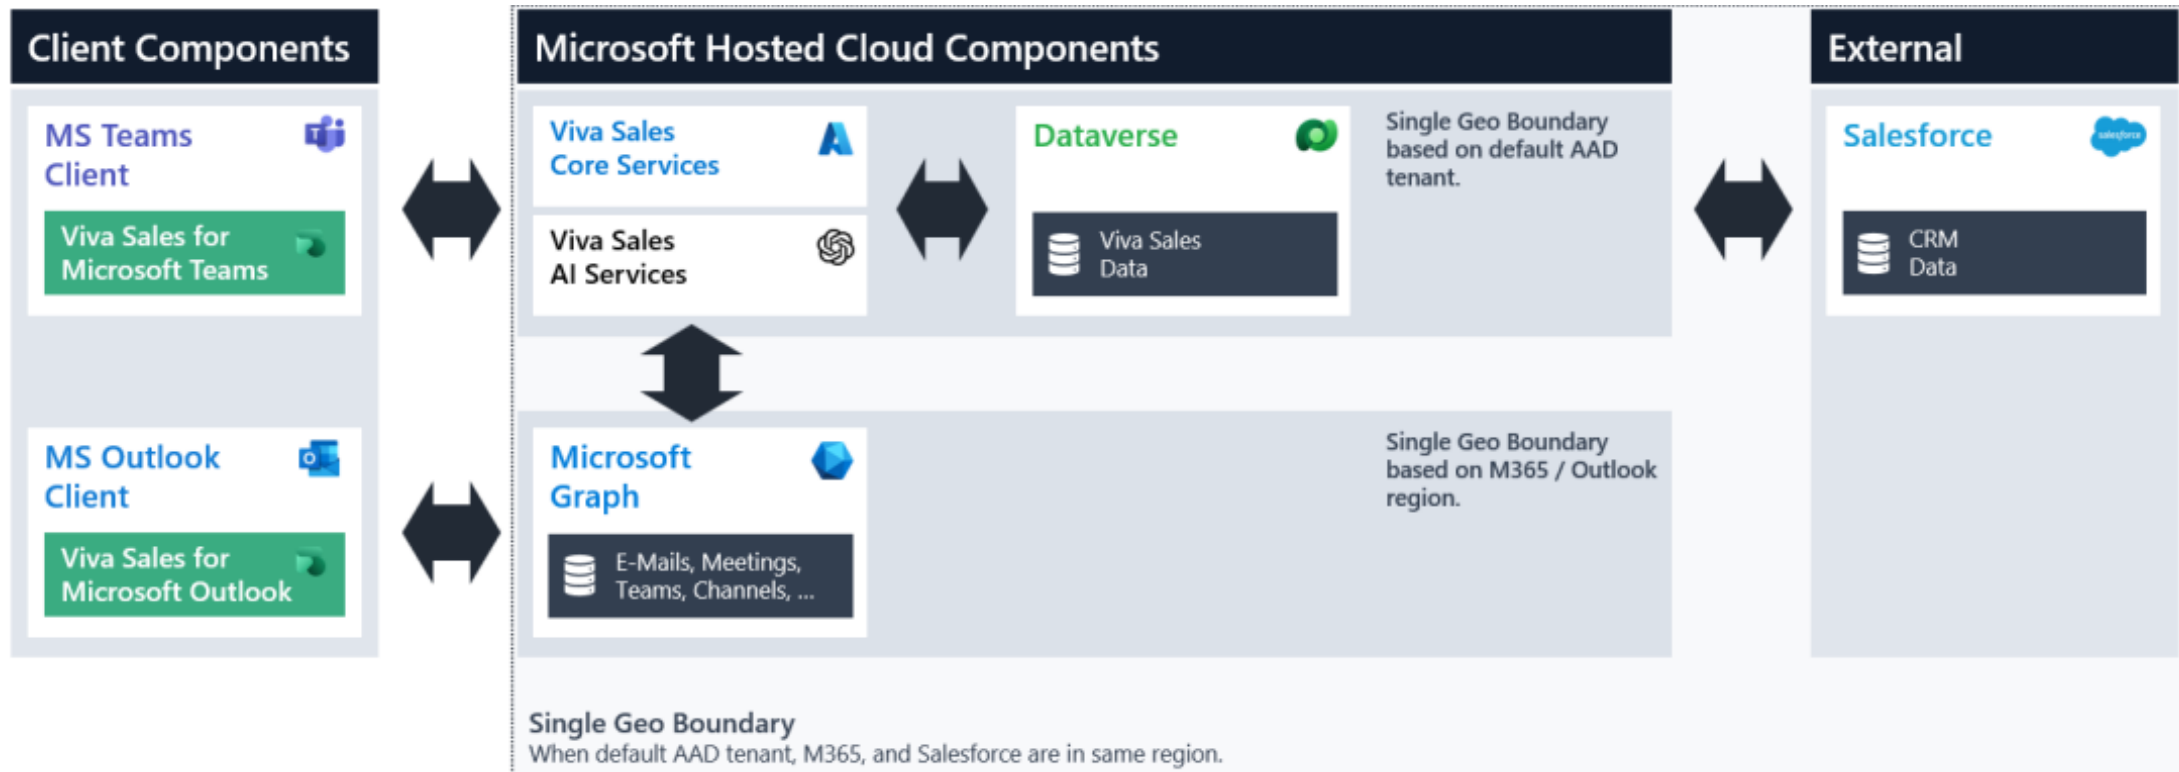 Client Components
MS Teams
Client
Viva Sales for
Microsoft Teams
MS Outlook
Client
Viva Sales for
Microsoft Outlook
Microsoft Hosted Cloud Components
Viva Sales
Core Services
Viva Sales
AI Services
Dataverse
Viva Sales
Data
Single Geo Boundary
based on default AAD
tenant.
Microsoft
Graph
E-Mails, Meetings,
Teams, Channels, ...
Single Geo Boundary
based on M365 / Outlook
region.
Single Geo Boundary
When default AAD tenant, M365, and Salesforce are in same region.
External
Salesforce
salesforce
CRM
Data